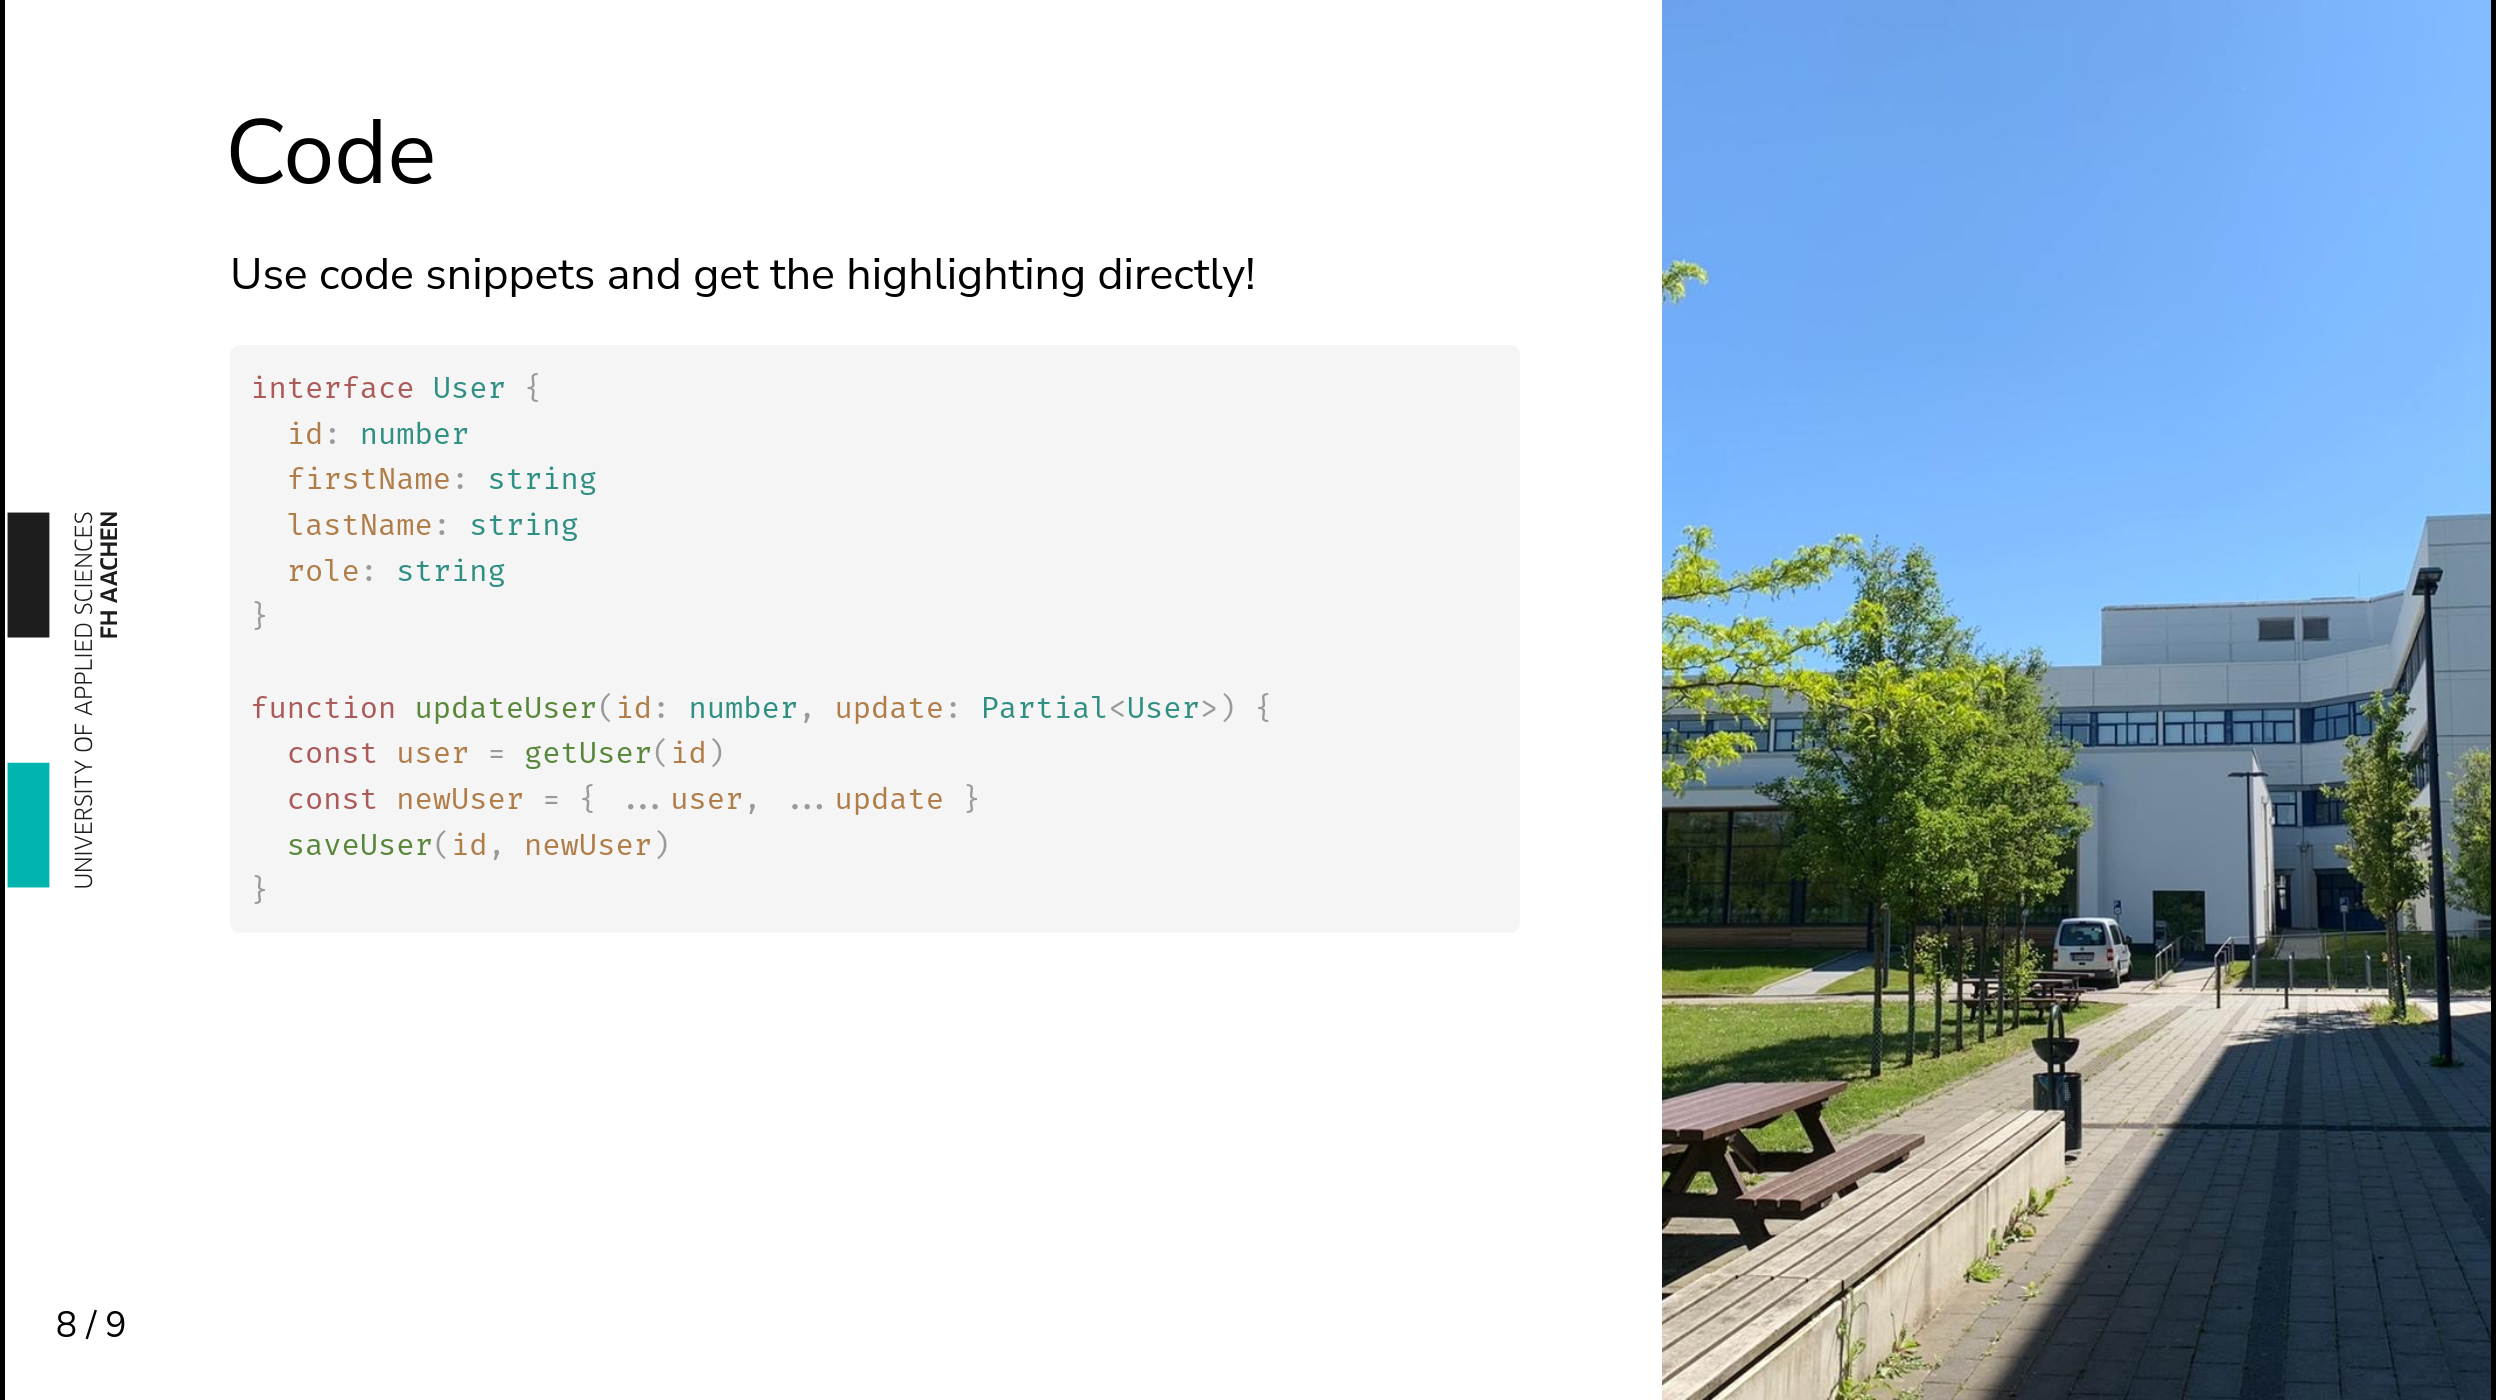 Code
Use code snippets and get the highlighting directly!
interface User {
  id: number
  firstName: string
  lastName: string
  role: string
}
function updateUser(id: number, update: Partial<User>) {
  const user = getUser(id)
  const newUser = { ...user, ...update }
  saveUser(id, newUser)
}
UNIVERSITY OF APPLIED SCIENCES
FH AACHEN
8 / 9